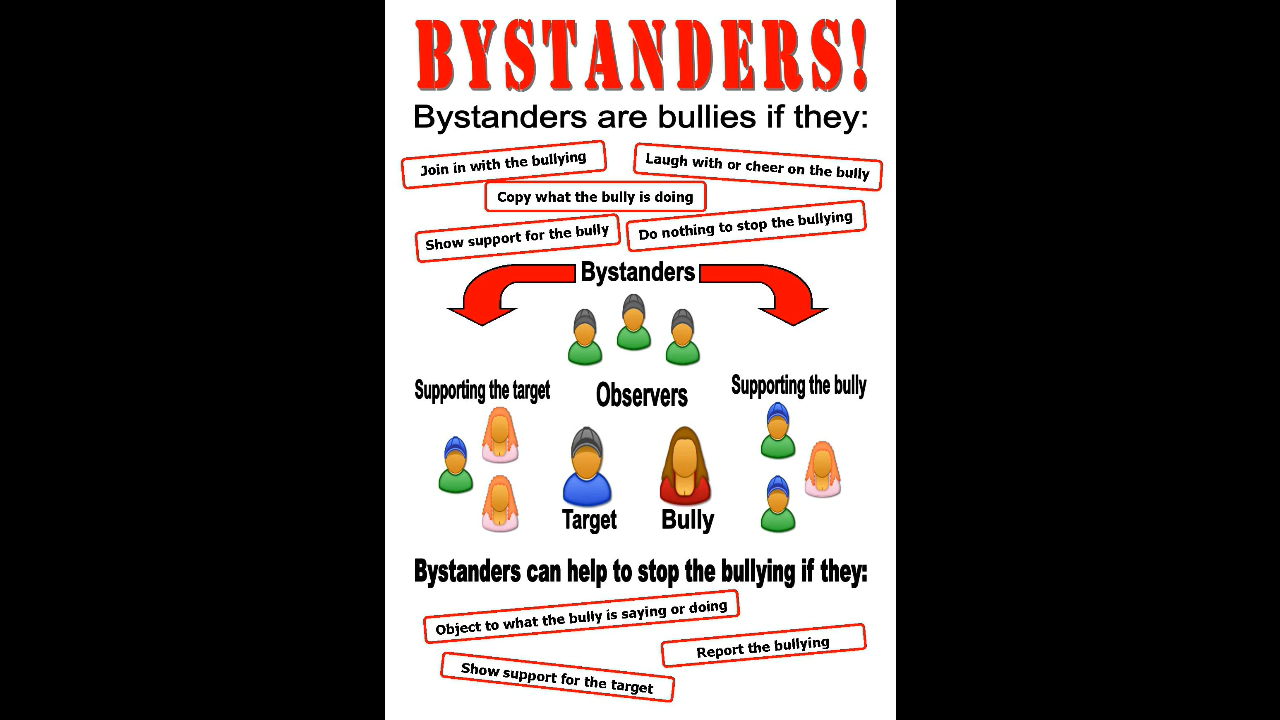 BYSTANDERS!
Bystanders are bullies if they:
Join in with the bullying
Laugh with or cheer on the bully
Copy what the bully is doing
Show support for the bully
Do nothing to stop the bullying
Bystanders
Supporting the target
Observers
Supporting the bully
Target
Bully
Bystanders can help to stop the bullying if they:
Object to what the bully is saying or doing
Report the bullying
Show support for the target